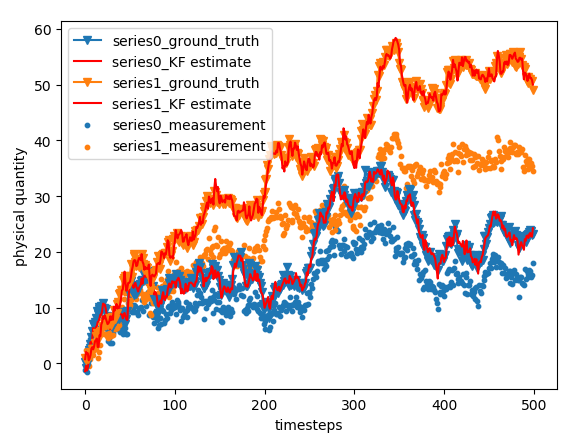 60
50
40
30
20
10
0
physical quantity
series0_ground_truth
series0_KF estimate
series1_ground_truth
series1_KF estimate
series0_measurement
series1_measurement
0 100 200 300 400 500
timesteps